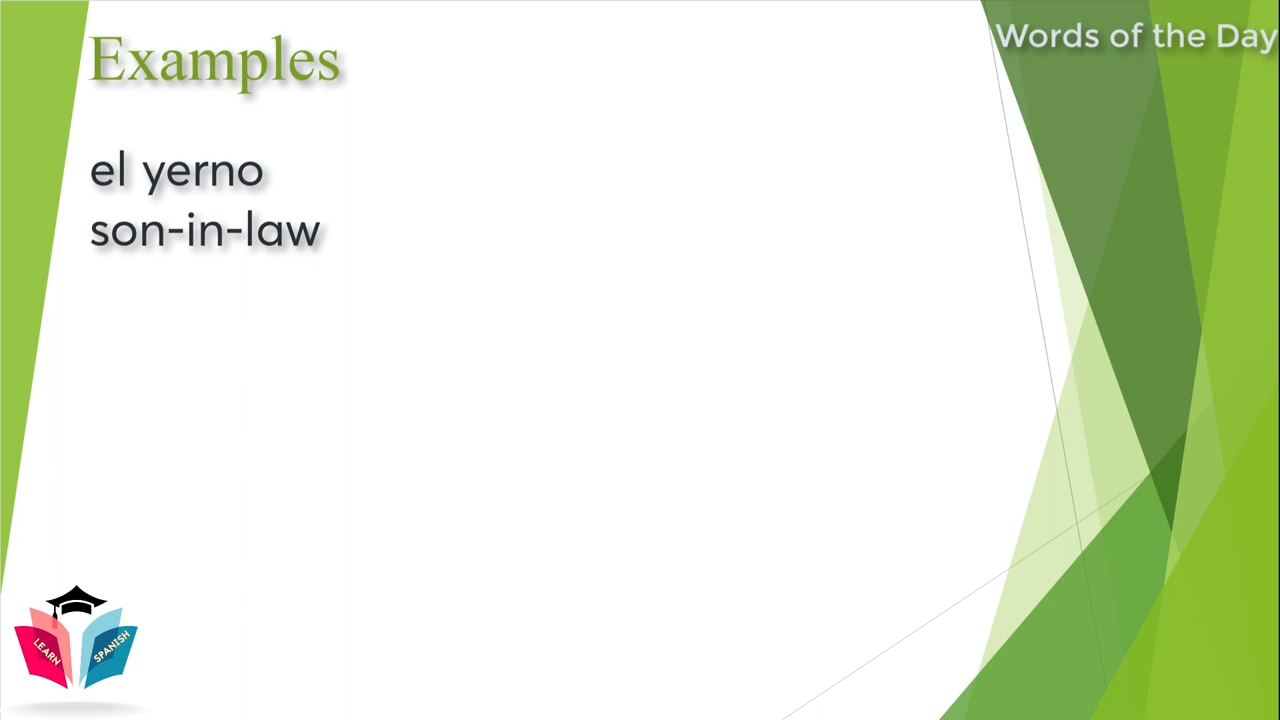 Words of the Day
Examples
el yerno
son-in-law
LEARN
SPANISH